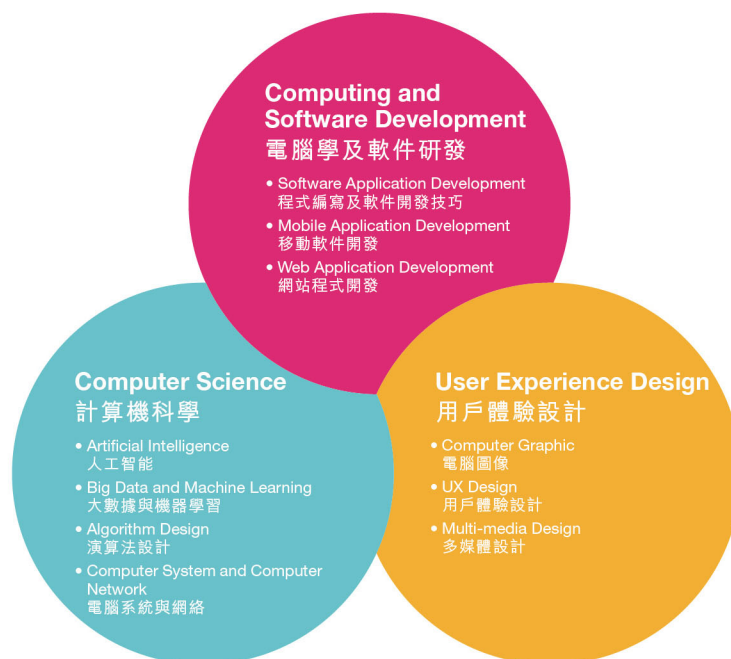 Computing and
Software Development
電腦學及軟件研發
• Software Application Development
程式編寫及軟件開發技巧
• Mobile Application Development
移動軟件開發
• Web Application Development
網站程式開發
Computer Science
計算機科學
• Artificial Intelligence
人工智能
• Big Data and Machine Learning
大數據與機器學習
• Algorithm Design
演算法設計
• Computer System and Computer
Network
電腦系統與網絡
User Experience Design
用戶體驗設計
• Computer Graphic
電腦圖像
• UX Design
用戶體驗設計
• Multi-media Design
多媒體設計